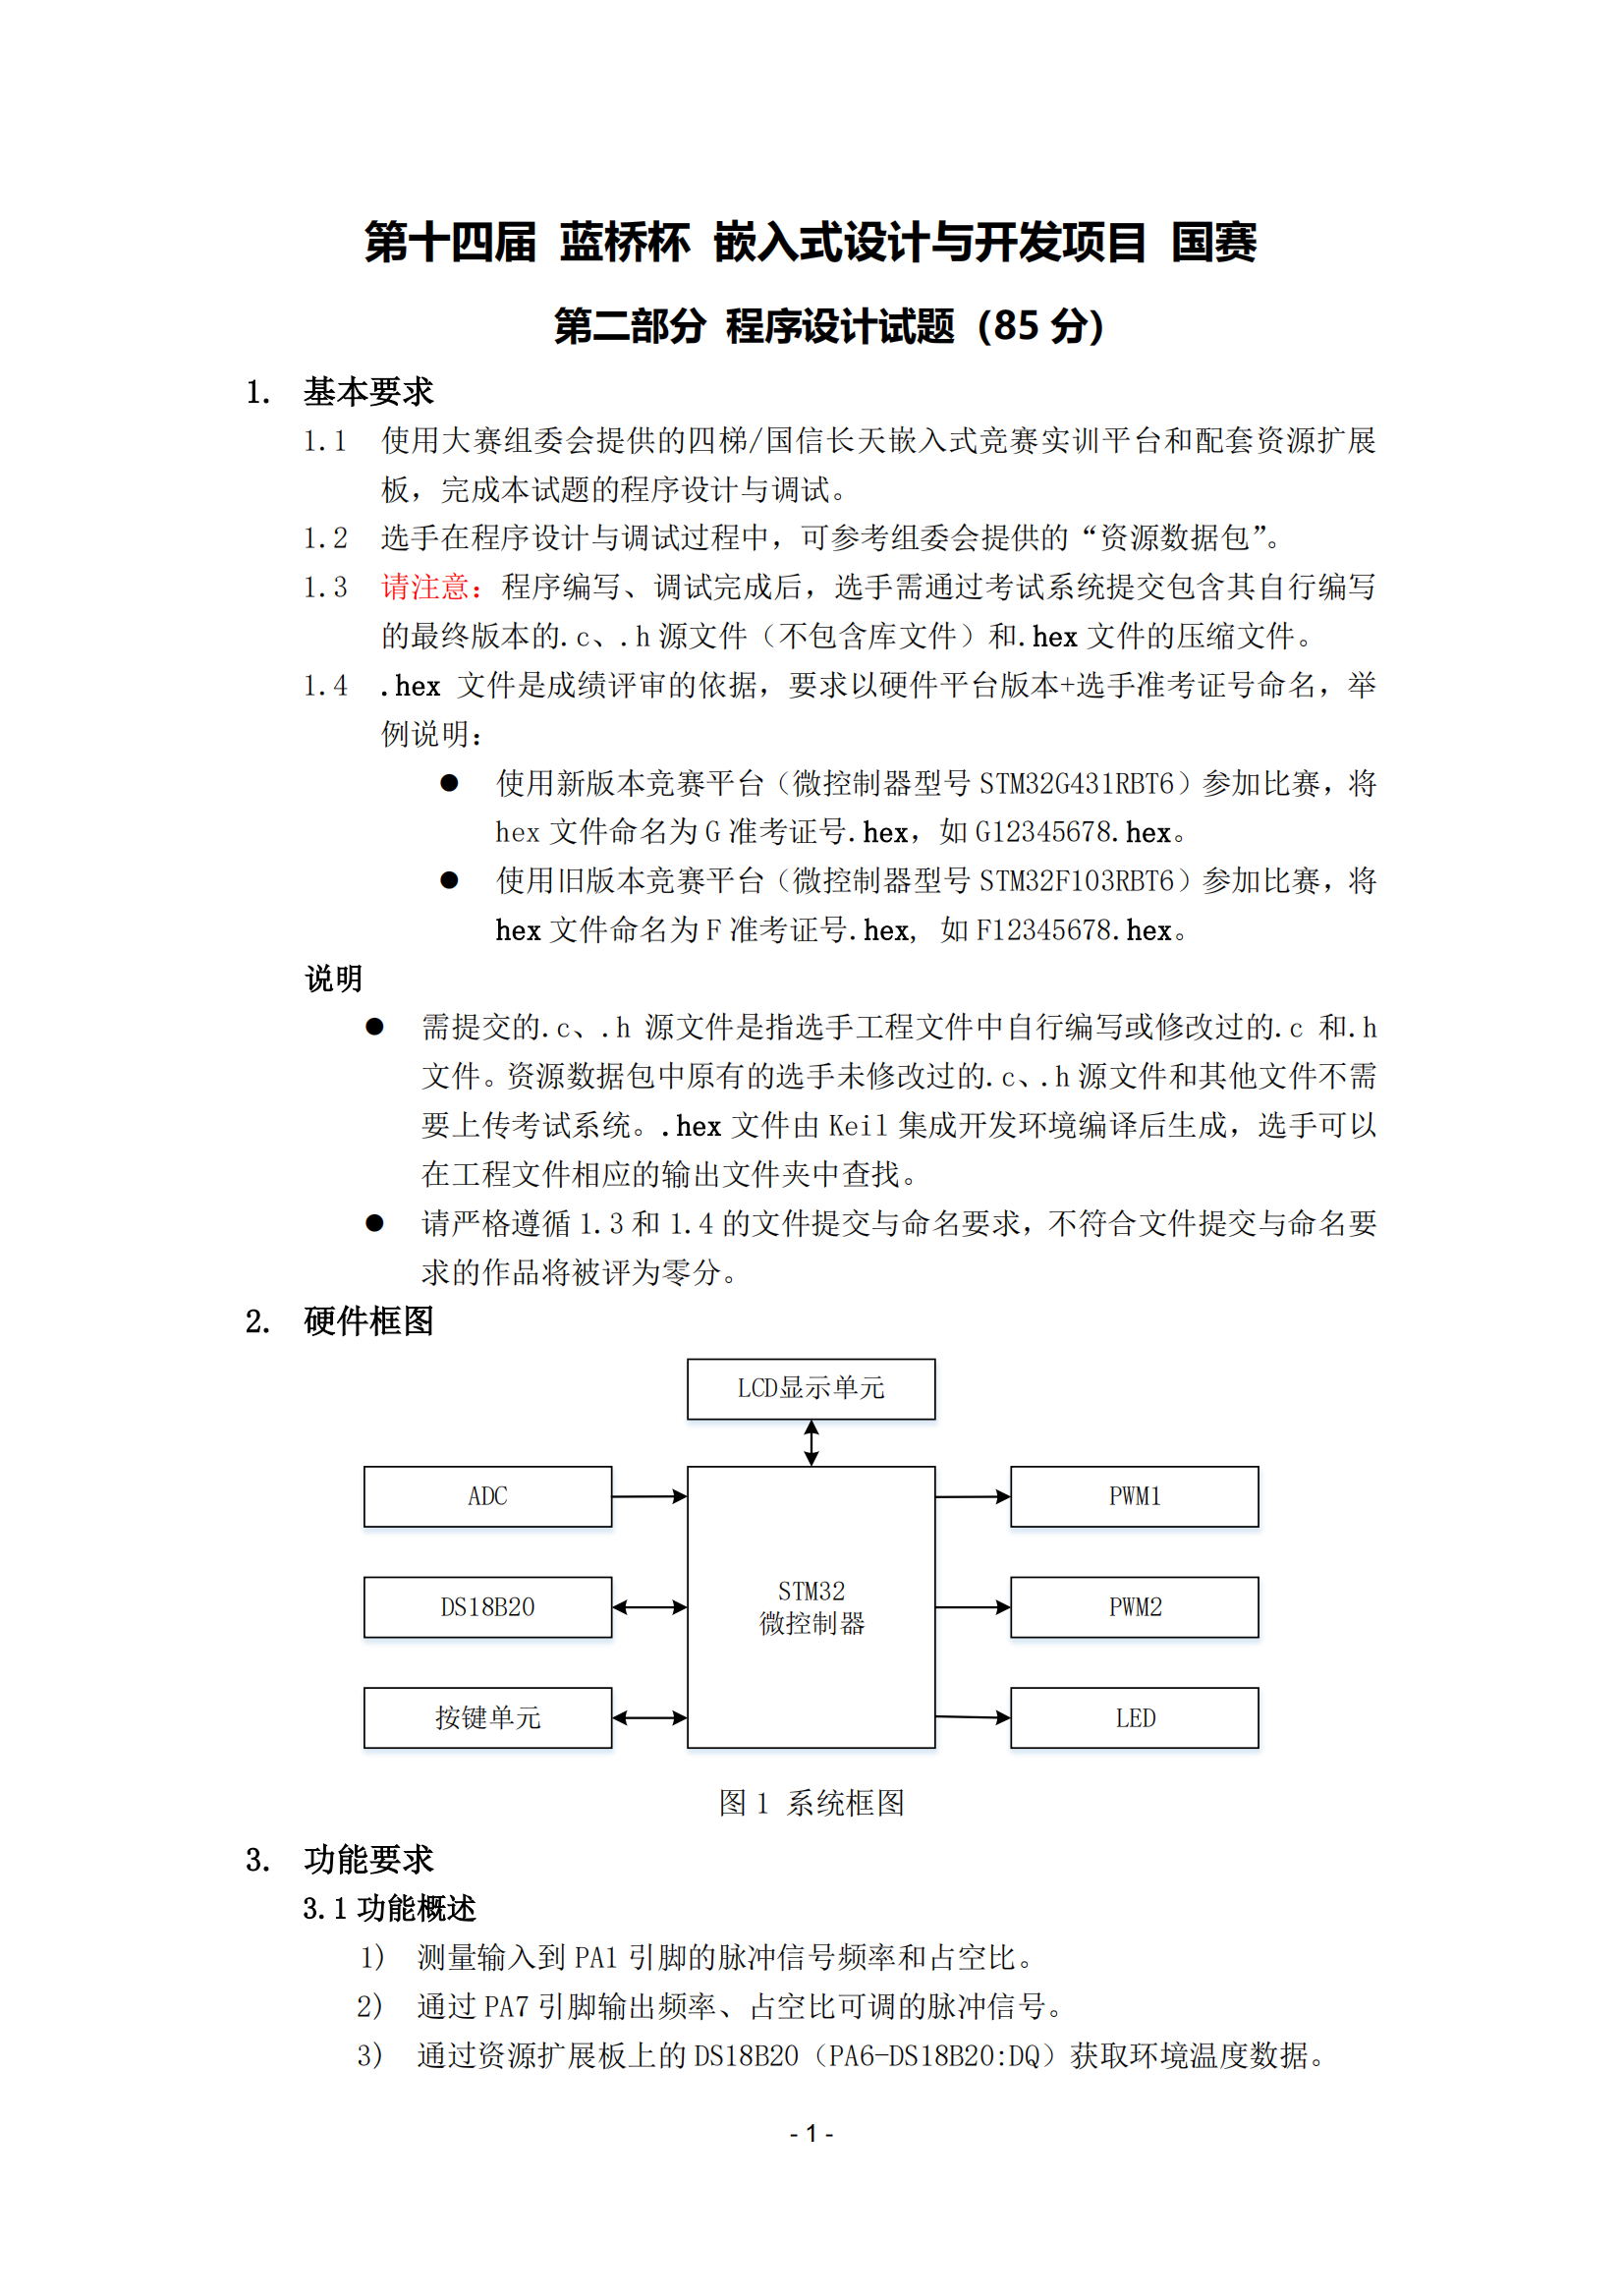 第十四届 蓝桥杯 嵌入式设计与开发项目 国赛
第二部分 程序设计试题（85 分）
1. 基本要求
1.1 使用大赛组委会提供的四梯/国信长天嵌入式竞赛实训平台和配套资源扩展
板，完成本试题的程序设计与调试。
1.2 选手在程序设计与调试过程中，可参考组委会提供的“资源数据包”。
1.3 请注意：程序编写、调试完成后，选手需通过考试系统提交包含其自行编写
的最终版本的.c、.h 源文件（不包含库文件）和.hex 文件的压缩文件。
1.4 .hex 文件是成绩评审的依据，要求以硬件平台版本+选手准考证号命名，举
例说明：
● 使用新版本竞赛平台（微控制器型号 STM32G431RBT6）参加比赛，将
hex 文件命名为 G 准考证号.hex，如 G12345678.hex。
● 使用旧版本竞赛平台（微控制器型号 STM32F103RBT6）参加比赛，将
hex 文件命名为 F 准考证号.hex, 如 F12345678.hex。
说明
● 需提交的.c、.h 源文件是指选手工程文件中自行编写或修改过的.c 和.h
文件。资源数据包中原有的选手未修改过的.c、.h 源文件和其他文件不需
要上传考试系统。.hex 文件由 Keil 集成开发环境编译后生成，选手可以
在工程文件相应的输出文件夹中查找。
● 请严格遵循 1.3 和 1.4 的文件提交与命名要求，不符合文件提交与命名要
求的作品将被评为零分。
2. 硬件框图
LCD显示单元
ADC
PWM1
DS18B20
STM32
微控制器
PWM2
按键单元
LED
图 1 系统框图
3. 功能要求
3.1 功能概述
1) 测量输入到 PA1 引脚的脉冲信号频率和占空比。
2) 通过 PA7 引脚输出频率、占空比可调的脉冲信号。
3) 通过资源扩展板上的 DS18B20（PA6-DS18B20:DQ）获取环境温度数据。
- 1 -